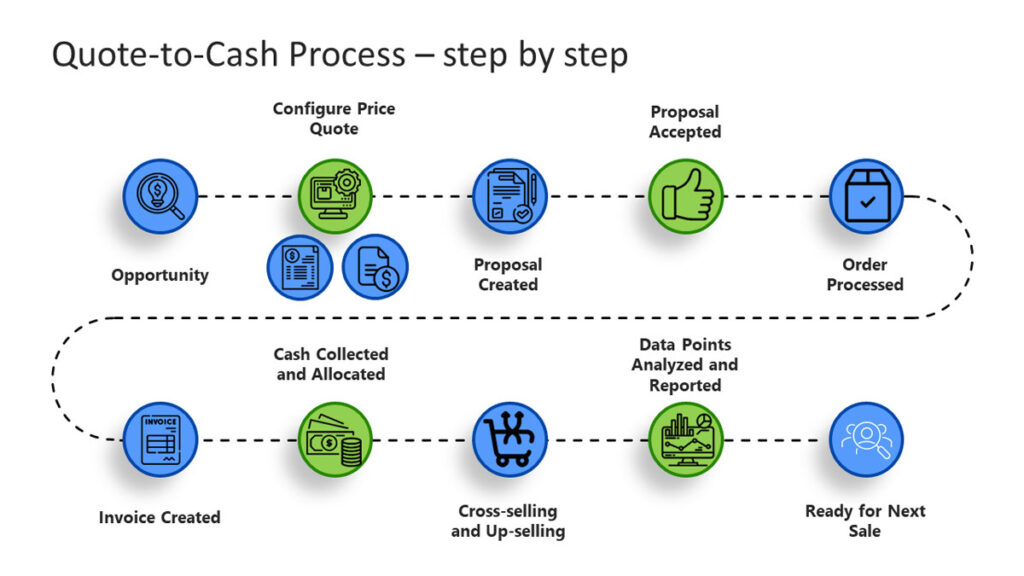 Quote-to-Cash Process – step by step
Configure Price
Quote
Proposal
Accepted
Opportunity
Proposal
Created
Order
Processed
Cash Collected
and Allocated
Data Points
Analyzed and
Reported
INVOICE
Invoice Created
Cross-selling
and Up-selling
Ready for Next
Sale